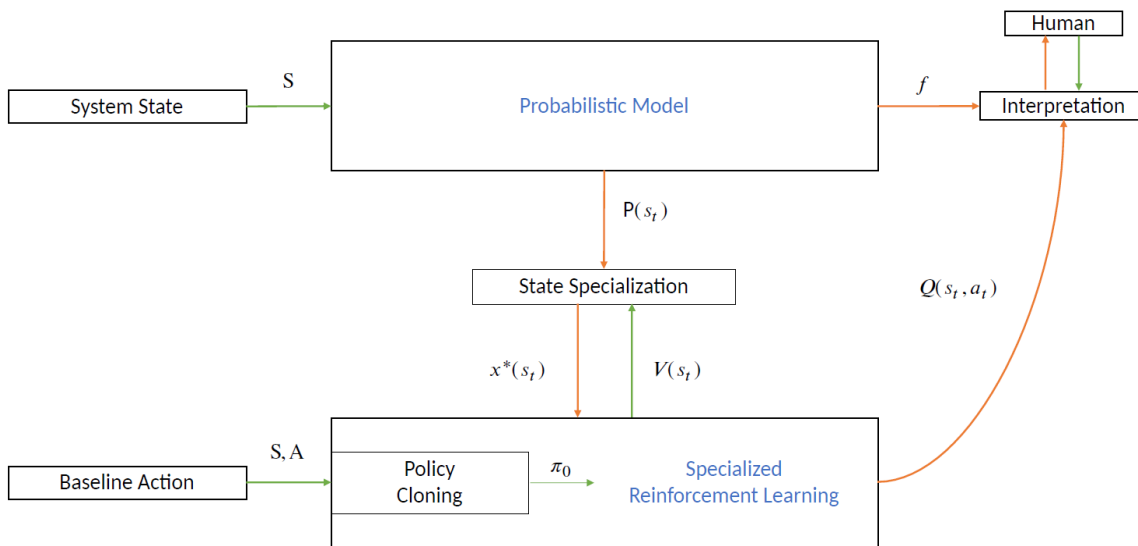 Human
S
f
System State
Probabilistic Model
Interpretation
P(s_t)
State Specialization
Q(s_t, a_t)
x*(s_t)
V(s_t)
S, A
Policy
Cloning
π_0
Specialized
Reinforcement Learning
Baseline Action